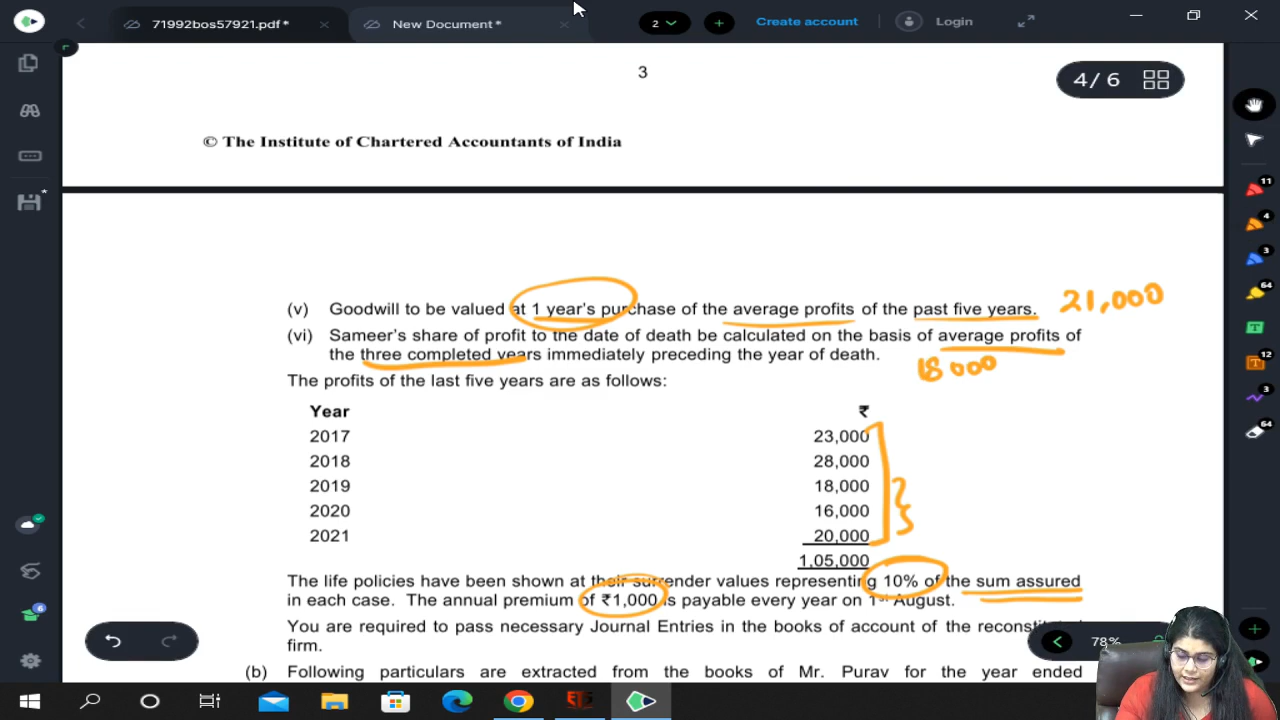 71992bos57921.pdf*
New Document*
2
Create account
Login
3
4/ 6
© The Institute of Chartered Accountants of India
(v) Goodwill to be valued at 1 year's purchase of the average profits of the past five years. 21,000
(vi) Sameer's share of profit to the date of death be calculated on the basis of average profits of
the three completed years immediately preceding the year of death. 18000
The profits of the last five years are as follows:
Year ₹
2017 23,000
2018 28,000
2019 18,000
2020 16,000
2021 20,000
1,05,000
The life policies have been shown at their surrender values representing 10% of the sum assured
in each case. The annual premium of ₹1,000 is payable every year on 1st August.
You are required to pass necessary Journal Entries in the books of account of the reconstituted
firm.
78%
(b) Following particulars are extracted from the books of Mr. Purav for the year ended
11
4
3
64
12
3
64
6